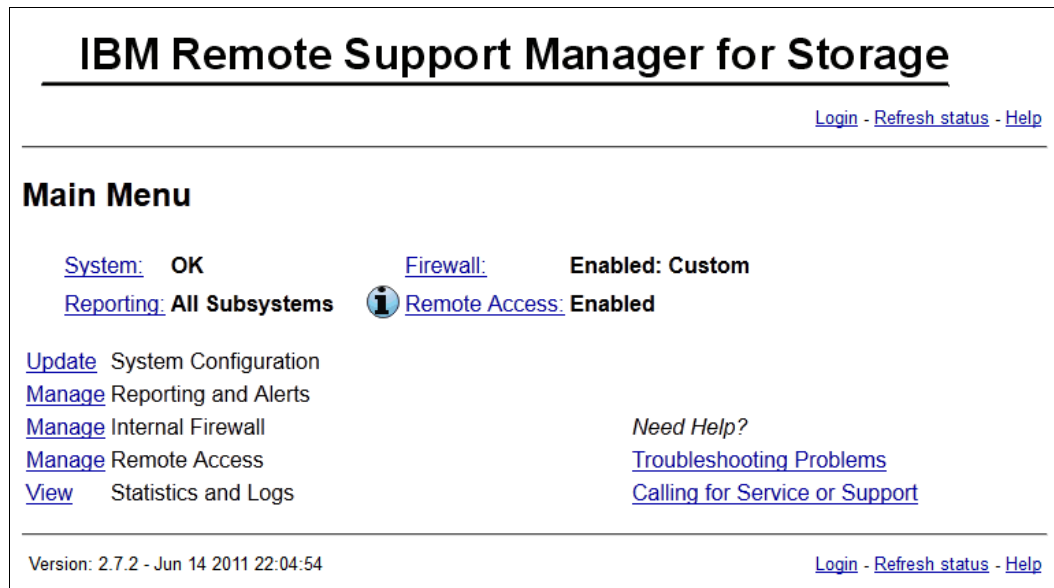 IBM Remote Support Manager for Storage
Login - Refresh status - Help
Main Menu
System: OK Firewall: Enabled: Custom
Reporting: All Subsystems i Remote Access: Enabled
Update System Configuration
Manage Reporting and Alerts
Manage Internal Firewall Need Help?
Manage Remote Access Troubleshooting Problems
View Statistics and Logs Calling for Service or Support
Version: 2.7.2 - Jun 14 2011 22:04:54 Login - Refresh status - Help